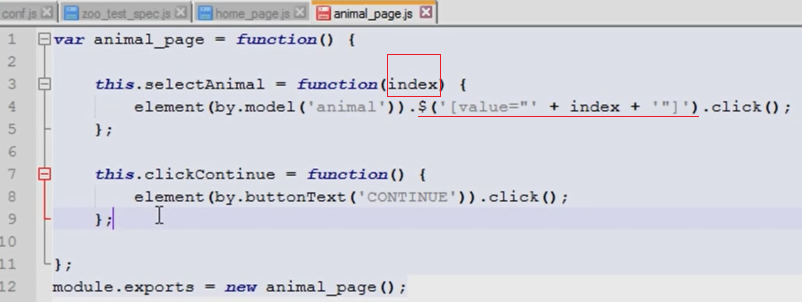 conf.js zoo_test_spec.js home_page.js animal_page.js
1 var animal_page = function() {
2
3 this.selectAnimal = function(index) {
4 element(by.model('animal')).$('[value="' + index + '"]').click();
5 };
6
7 this.clickContinue = function() {
8 element(by.buttonText('CONTINUE')).click();
9 };
10
11 };
12 module.exports = new animal_page();